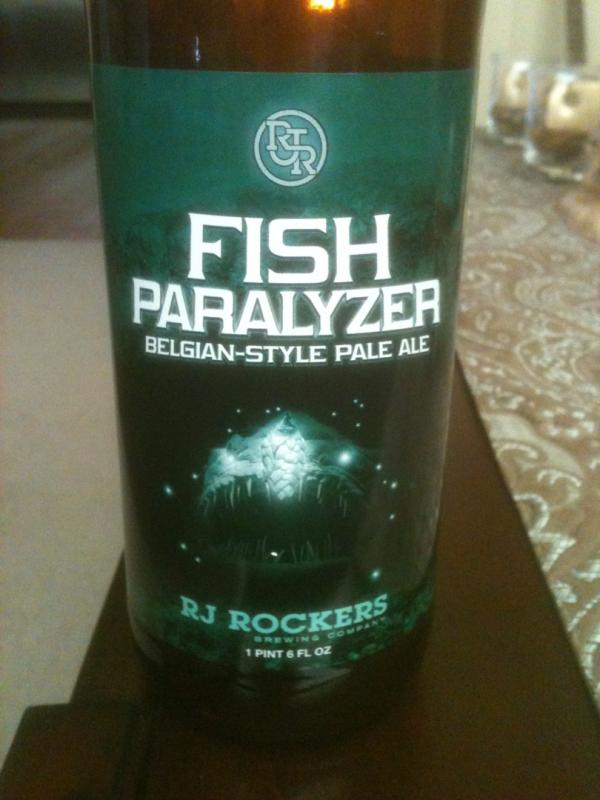 RJR
FISH
PARALYZER
BELGIAN-STYLE PALE ALE
RJ ROCKERS
BREWING COMPANY
1 PINT 6 FL OZ